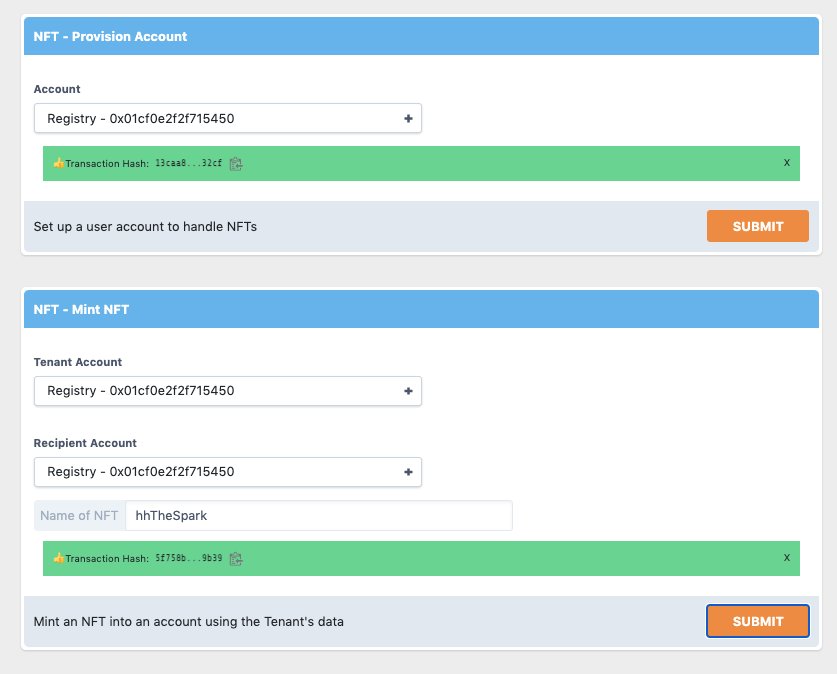 NFT - Provision Account
Account
Registry - 0x01cf0e2f2f715450 +
👍Transaction Hash: 13caa8...32cf X
Set up a user account to handle NFTs SUBMIT
NFT - Mint NFT
Tenant Account
Registry - 0x01cf0e2f2f715450 +
Recipient Account
Registry - 0x01cf0e2f2f715450 +
Name of NFT hhTheSpark
👍Transaction Hash: 5f758b...9b39 X
Mint an NFT into an account using the Tenant's data SUBMIT